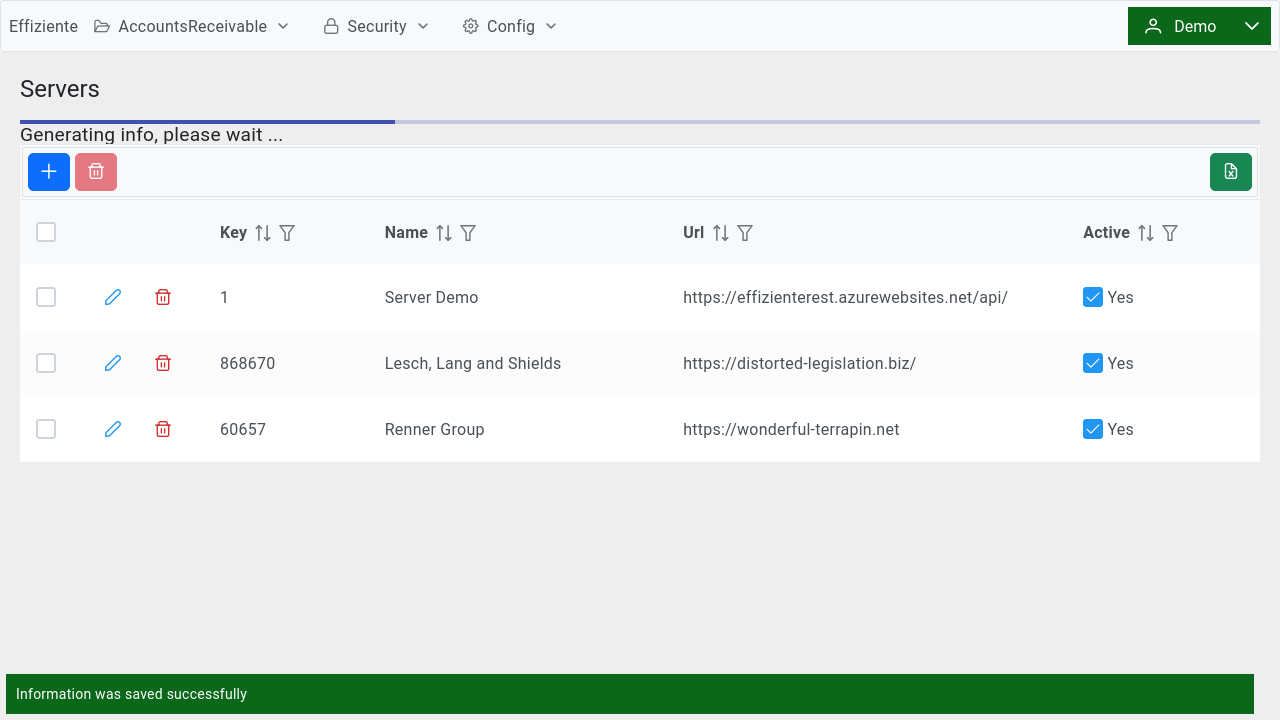 Effiziente AccountsReceivable Security Config Demo
Servers
Generating info, please wait ...
Key Name Url Active
1 Server Demo https://effizienterest.azurewebsites.net/api/ Yes
868670 Lesch, Lang and Shields https://distorted-legislation.biz/ Yes
60657 Renner Group https://wonderful-terrapin.net Yes
Information was saved successfully